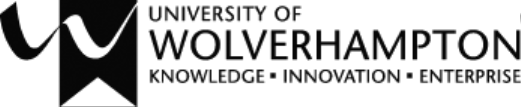 UNIVERSITY OF
WOLVERHAMPTON
KNOWLEDGE ▪ INNOVATION ▪ ENTERPRISE